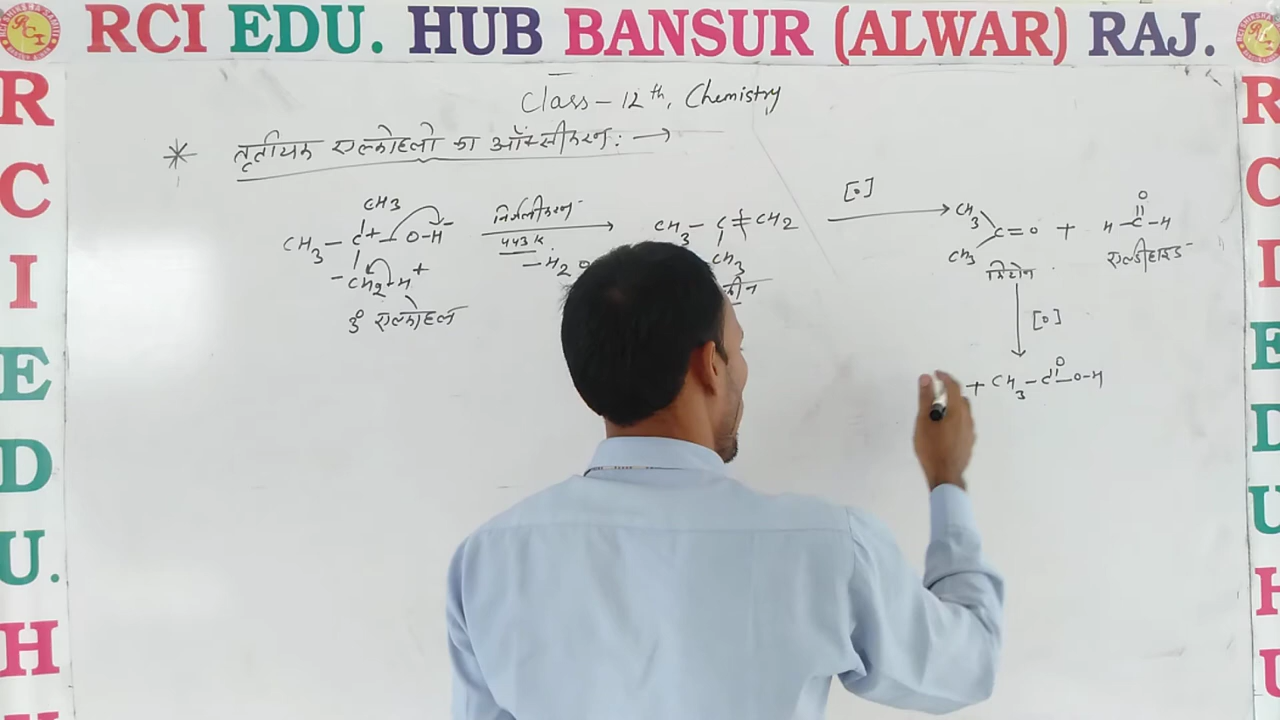 RCI EDU. HUB BANSUR (ALWAR) RAJ.
R
C
I
E
D
U.
H
Class - 12th, Chemistry
* तृतीयक एल्कोहलो का ऑक्सीकरण : →
CH3
CH3 - C+ - O-H-
-CH2-H+
3° एल्कोहल
निर्जलीकरण
443 K
-H2O
CH3 - C = CH2
CH3
[O]
CH3
C=O
CH3
+ H-C-H
O
कीटोन
एल्डीहाइड
[O]
+ CH3-C-O-H
O
R
C
I
E
D
U
H
U